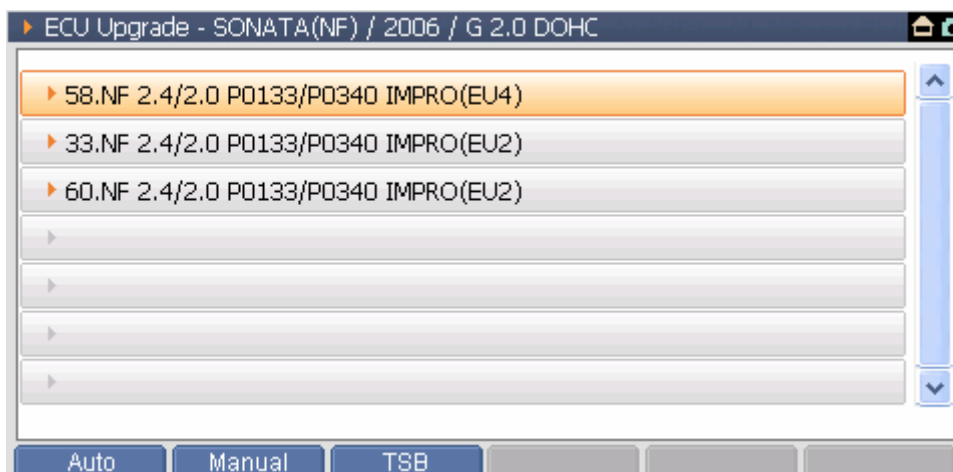 ECU Upgrade - SONATA(NF) / 2006 / G 2.0 DOHC
58.NF 2.4/2.0 P0133/P0340 IMPRO(EU4)
33.NF 2.4/2.0 P0133/P0340 IMPRO(EU2)
60.NF 2.4/2.0 P0133/P0340 IMPRO(EU2)
Auto Manual TSB